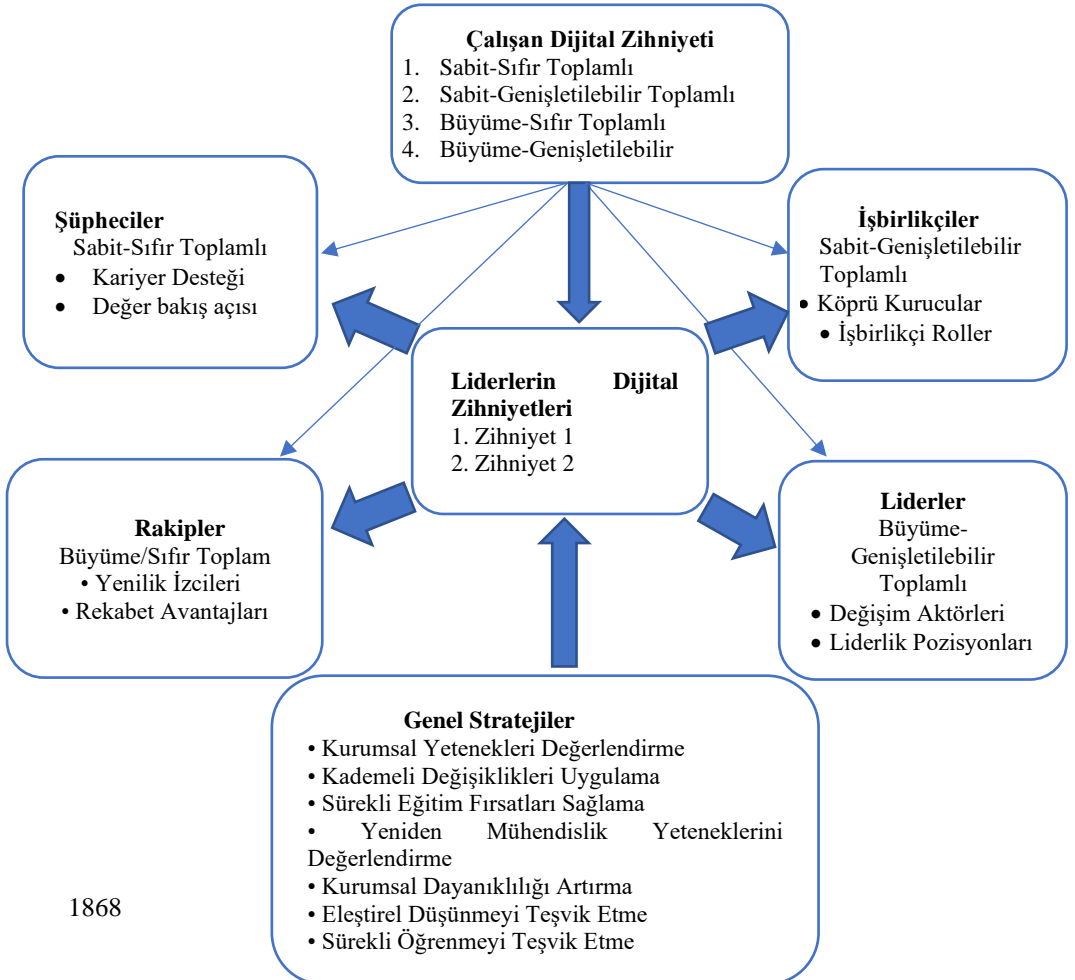 Çalışan Dijital Zihniyeti
1. Sabit-Sıfır Toplamlı
2. Sabit-Genişletilebilir Toplamlı
3. Büyüme-Sıfır Toplamlı
4. Büyüme-Genişletilebilir
Şüpheciler
Sabit-Sıfır Toplamlı
• Kariyer Desteği
• Değer bakış açısı
İşbirlikçiler
Sabit-Genişletilebilir
Toplamlı
• Köprü Kurucular
• İşbirlikçi Roller
Liderlerin Dijital
Zihniyetleri
1. Zihniyet 1
2. Zihniyet 2
Rakipler
Büyüme/Sıfır Toplam
• Yenilik İzcileri
• Rekabet Avantajları
Liderler
Büyüme-
Genişletilebilir
Toplamlı
• Değişim Aktörleri
• Liderlik Pozisyonları
Genel Stratejiler
• Kurumsal Yetenekleri Değerlendirme
• Kademeli Değişiklikleri Uygulama
• Sürekli Eğitim Fırsatları Sağlama
• Yeniden Mühendislik Yeteneklerini
Değerlendirme
• Kurumsal Dayanıklılığı Artırma
• Eleştirel Düşünmeyi Teşvik Etme
• Sürekli Öğrenmeyi Teşvik Etme
1868